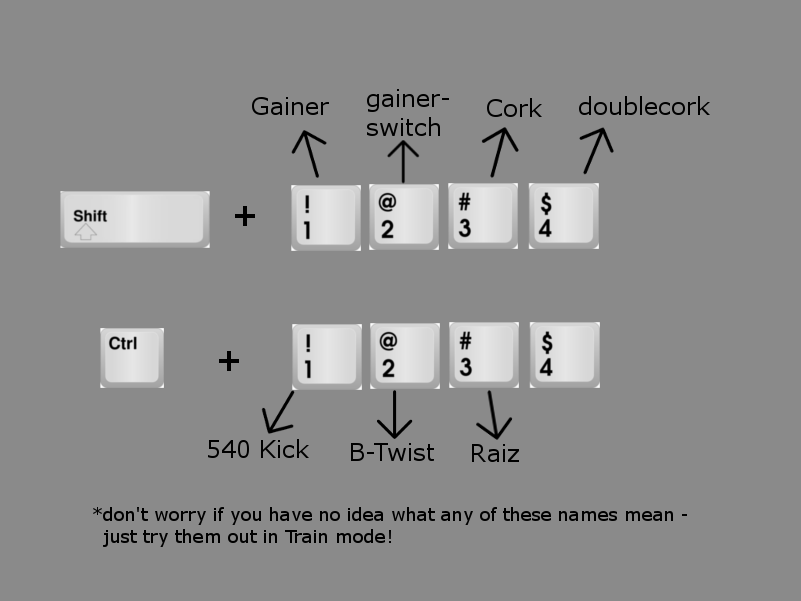 Gainer
gainer-
switch
Cork
doublecork
Shift
+
! 1
@ 2
# 3
$ 4
Ctrl
+
! 1
@ 2
# 3
$ 4
540 Kick
B-Twist
Raiz
*don't worry if you have no idea what any of these names mean -
just try them out in Train mode!